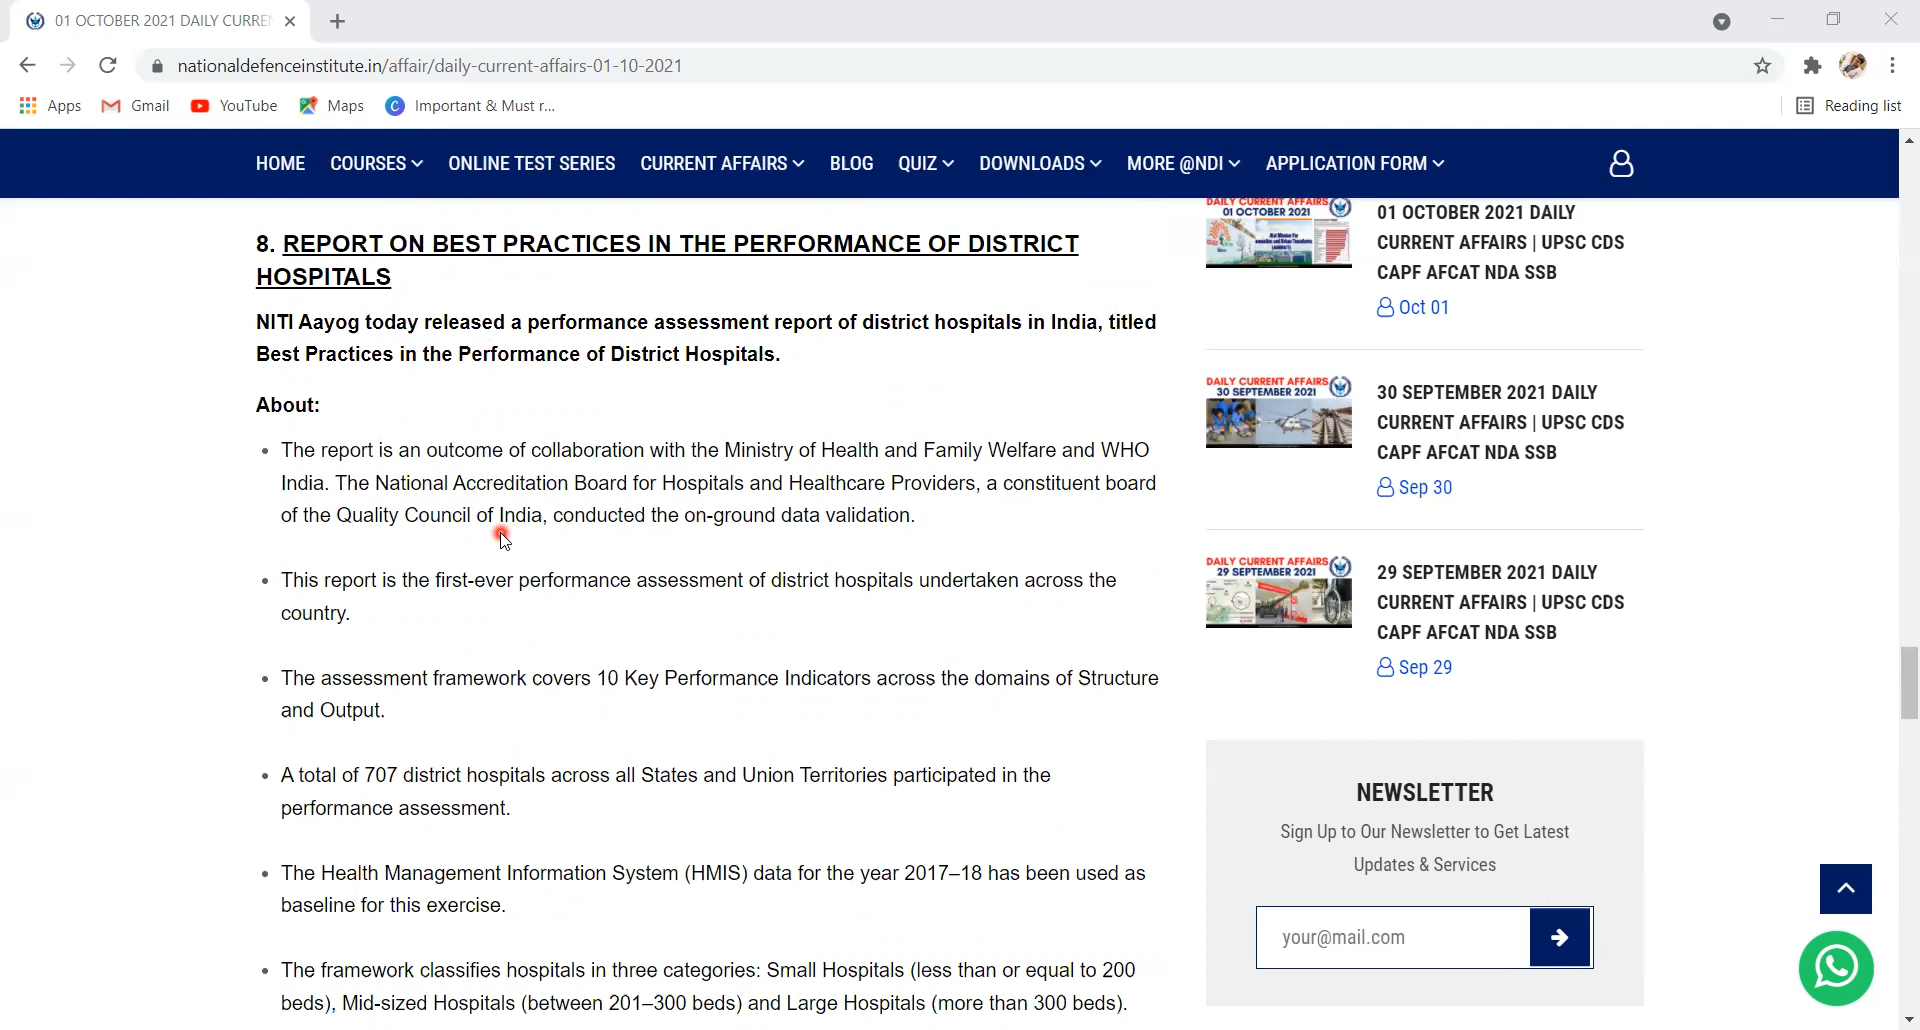 01 OCTOBER 2021 DAILY CURRE
nationaldefenceinstitute.in/affair/daily-current-affairs-01-10-2021
Apps Gmail YouTube Maps C Important & Must r... Reading list
HOME COURSES ONLINE TEST SERIES CURRENT AFFAIRS BLOG QUIZ DOWNLOADS MORE @NDI APPLICATION FORM
8. REPORT ON BEST PRACTICES IN THE PERFORMANCE OF DISTRICT
HOSPITALS
NITI Aayog today released a performance assessment report of district hospitals in India, titled
Best Practices in the Performance of District Hospitals.
About:
• The report is an outcome of collaboration with the Ministry of Health and Family Welfare and WHO
India. The National Accreditation Board for Hospitals and Healthcare Providers, a constituent board
of the Quality Council of India, conducted the on-ground data validation.
• This report is the first-ever performance assessment of district hospitals undertaken across the
country.
• The assessment framework covers 10 Key Performance Indicators across the domains of Structure
and Output.
• A total of 707 district hospitals across all States and Union Territories participated in the
performance assessment.
• The Health Management Information System (HMIS) data for the year 2017–18 has been used as
baseline for this exercise.
• The framework classifies hospitals in three categories: Small Hospitals (less than or equal to 200
beds), Mid-sized Hospitals (between 201–300 beds) and Large Hospitals (more than 300 beds).
DAILY CURRENT AFFAIRS
01 OCTOBER 2021
01 OCTOBER 2021 DAILY
CURRENT AFFAIRS | UPSC CDS
CAPF AFCAT NDA SSB
Oct 01
DAILY CURRENT AFFAIRS
30 SEPTEMBER 2021
30 SEPTEMBER 2021 DAILY
CURRENT AFFAIRS | UPSC CDS
CAPF AFCAT NDA SSB
Sep 30
DAILY CURRENT AFFAIRS
29 SEPTEMBER 2021
29 SEPTEMBER 2021 DAILY
CURRENT AFFAIRS | UPSC CDS
CAPF AFCAT NDA SSB
Sep 29
NEWSLETTER
Sign Up to Our Newsletter to Get Latest
Updates & Services
your@mail.com